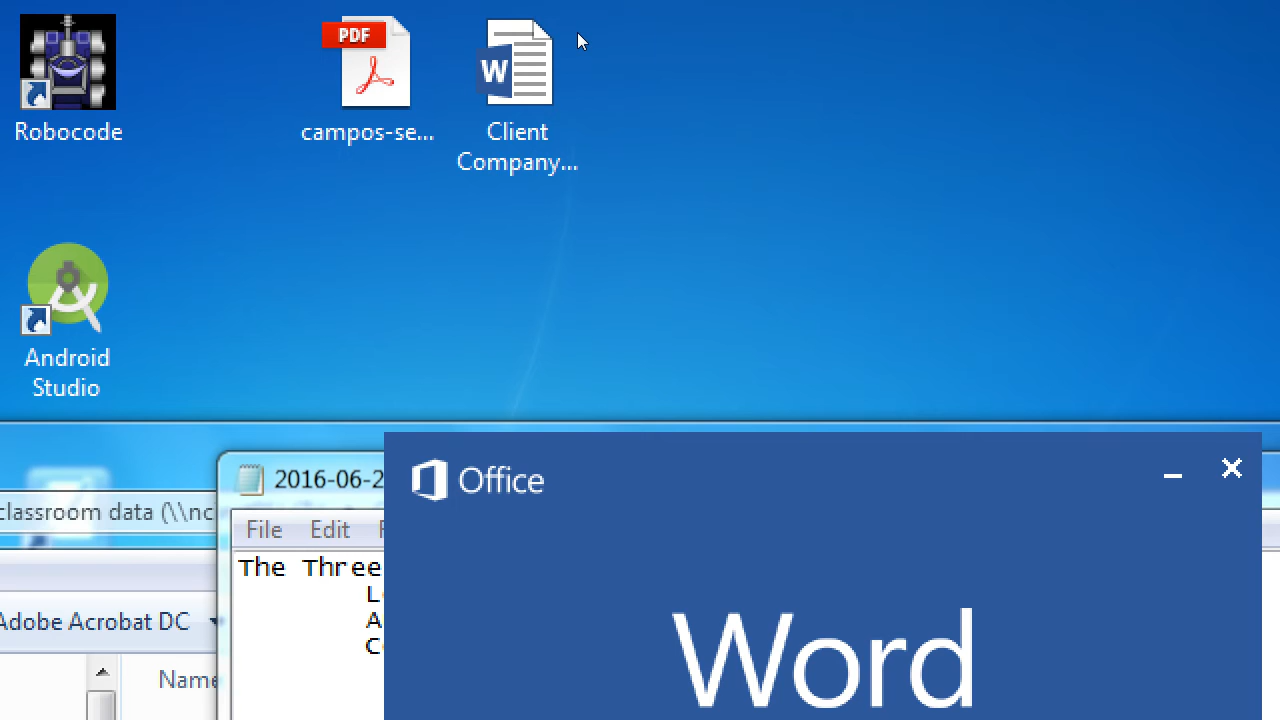 PDF
W
Robocode
campos-se...
Client
Company...
Android
Studio
Office
2016-06-2
classroom data (\\nc
File Edit
The Three
Adobe Acrobat DC
Name
Word